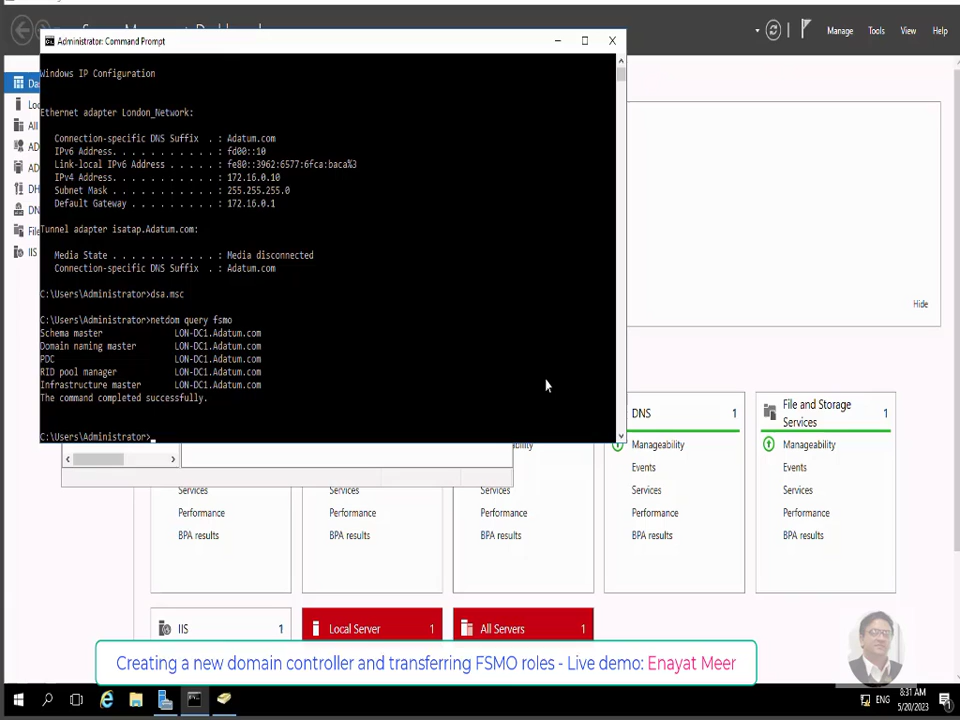 Manage Tools View Help
Administrator: Command Prompt
Windows IP Configuration
Ethernet adapter London_Network:
Connection-specific DNS Suffix . : Adatum.com
IPv6 Address. . . . . . . . . . . : fd00::10
Link-local IPv6 Address . . . . . : fe80::3962:6577:6fca:baca%3
IPv4 Address. . . . . . . . . . . : 172.16.0.10
Subnet Mask . . . . . . . . . . . : 255.255.255.0
Default Gateway . . . . . . . . . : 172.16.0.1
Tunnel adapter isatap.Adatum.com:
Media State . . . . . . . . . . . : Media disconnected
Connection-specific DNS Suffix . : Adatum.com
C:\Users\Administrator>dsa.msc
C:\Users\Administrator>netdom query fsmo
Schema master LON-DC1.Adatum.com
Domain naming master LON-DC1.Adatum.com
PDC LON-DC1.Adatum.com
RID pool manager LON-DC1.Adatum.com
Infrastructure master LON-DC1.Adatum.com
The command completed successfully.
C:\Users\Administrator>_
Hide
DNS 1
File and Storage Services 1
Manageability Manageability
Events Events
Services Services Services Services Services
Performance Performance Performance Performance Performance
BPA results BPA results BPA results BPA results BPA results
IIS 1
Local Server 1
All Servers 1
Creating a new domain controller and transferring FSMO roles - Live demo: Enayat Meer
ENG
8:31 AM
5/20/2023